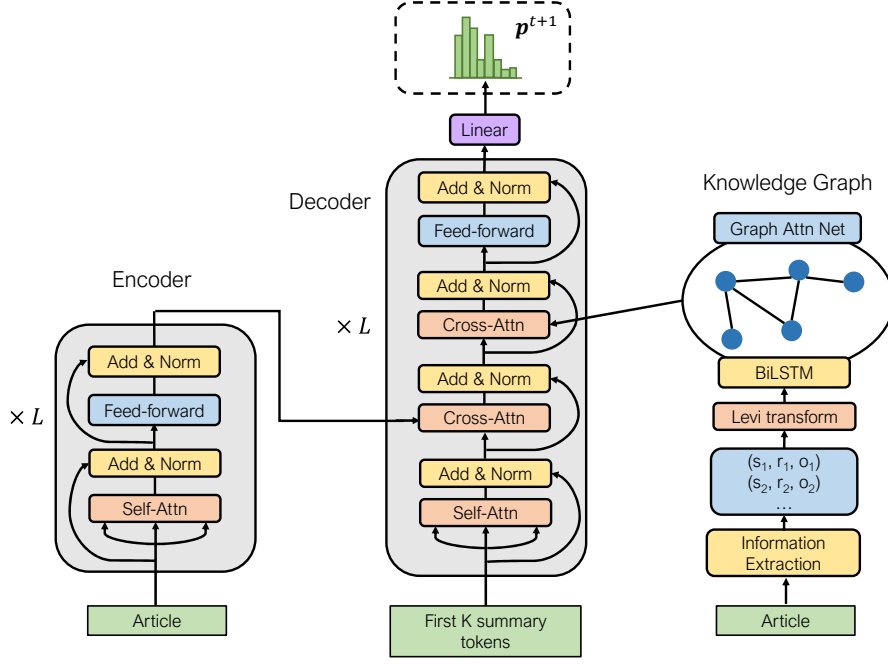 p^{t+1}
Linear
Decoder
× L
Add & Norm
Feed-forward
Add & Norm
Cross-Attn
Add & Norm
Cross-Attn
Add & Norm
Self-Attn
First K summary
tokens
Encoder
× L
Add & Norm
Feed-forward
Add & Norm
Self-Attn
Article
Knowledge Graph
Graph Attn Net
BiLSTM
Levi transform
(s₁, r₁, o₁)
(s₂, r₂, o₂)
...
Information
Extraction
Article